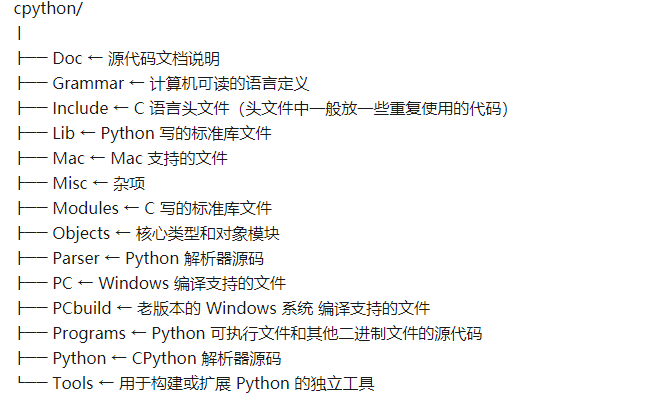 cpython/
│
├── Doc ← 源代码文档说明
├── Grammar ← 计算机可读的语言定义
├── Include ← C 语言头文件（头文件中一般放一些重复使用的代码）
├── Lib ← Python 写的标准库文件
├── Mac ← Mac 支持的文件
├── Misc ← 杂项
├── Modules ← C 写的标准库文件
├── Objects ← 核心类型和对象模块
├── Parser ← Python 解析器源码
├── PC ← Windows 编译支持的文件
├── PCbuild ← 老版本的 Windows 系统 编译支持的文件
├── Programs ← Python 可执行文件和其他二进制文件的源代码
├── Python ← CPython 解析器源码
└── Tools ← 用于构建或扩展 Python 的独立工具